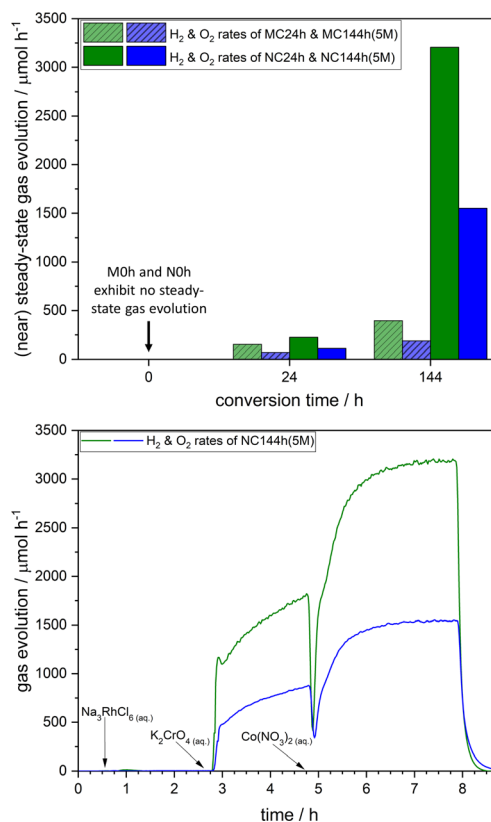 H₂ & O₂ rates of MC24h & MC144h(5M)
H₂ & O₂ rates of NC24h & NC144h(5M)
(near) steady-state gas evolution / μmol h⁻¹
3500
3000
2500
2000
1500
1000
500
0
M0h and N0h
exhibit no steady-
state gas evolution
0 24 144
conversion time / h
H₂ & O₂ rates of NC144h(5M)
gas evolution / μmol h⁻¹
3500
3000
2500
2000
1500
1000
500
0
Na₃RhCl₆ (aq.)
K₂CrO₄ (aq.)
Co(NO₃)₂ (aq.)
0 1 2 3 4 5 6 7 8
time / h